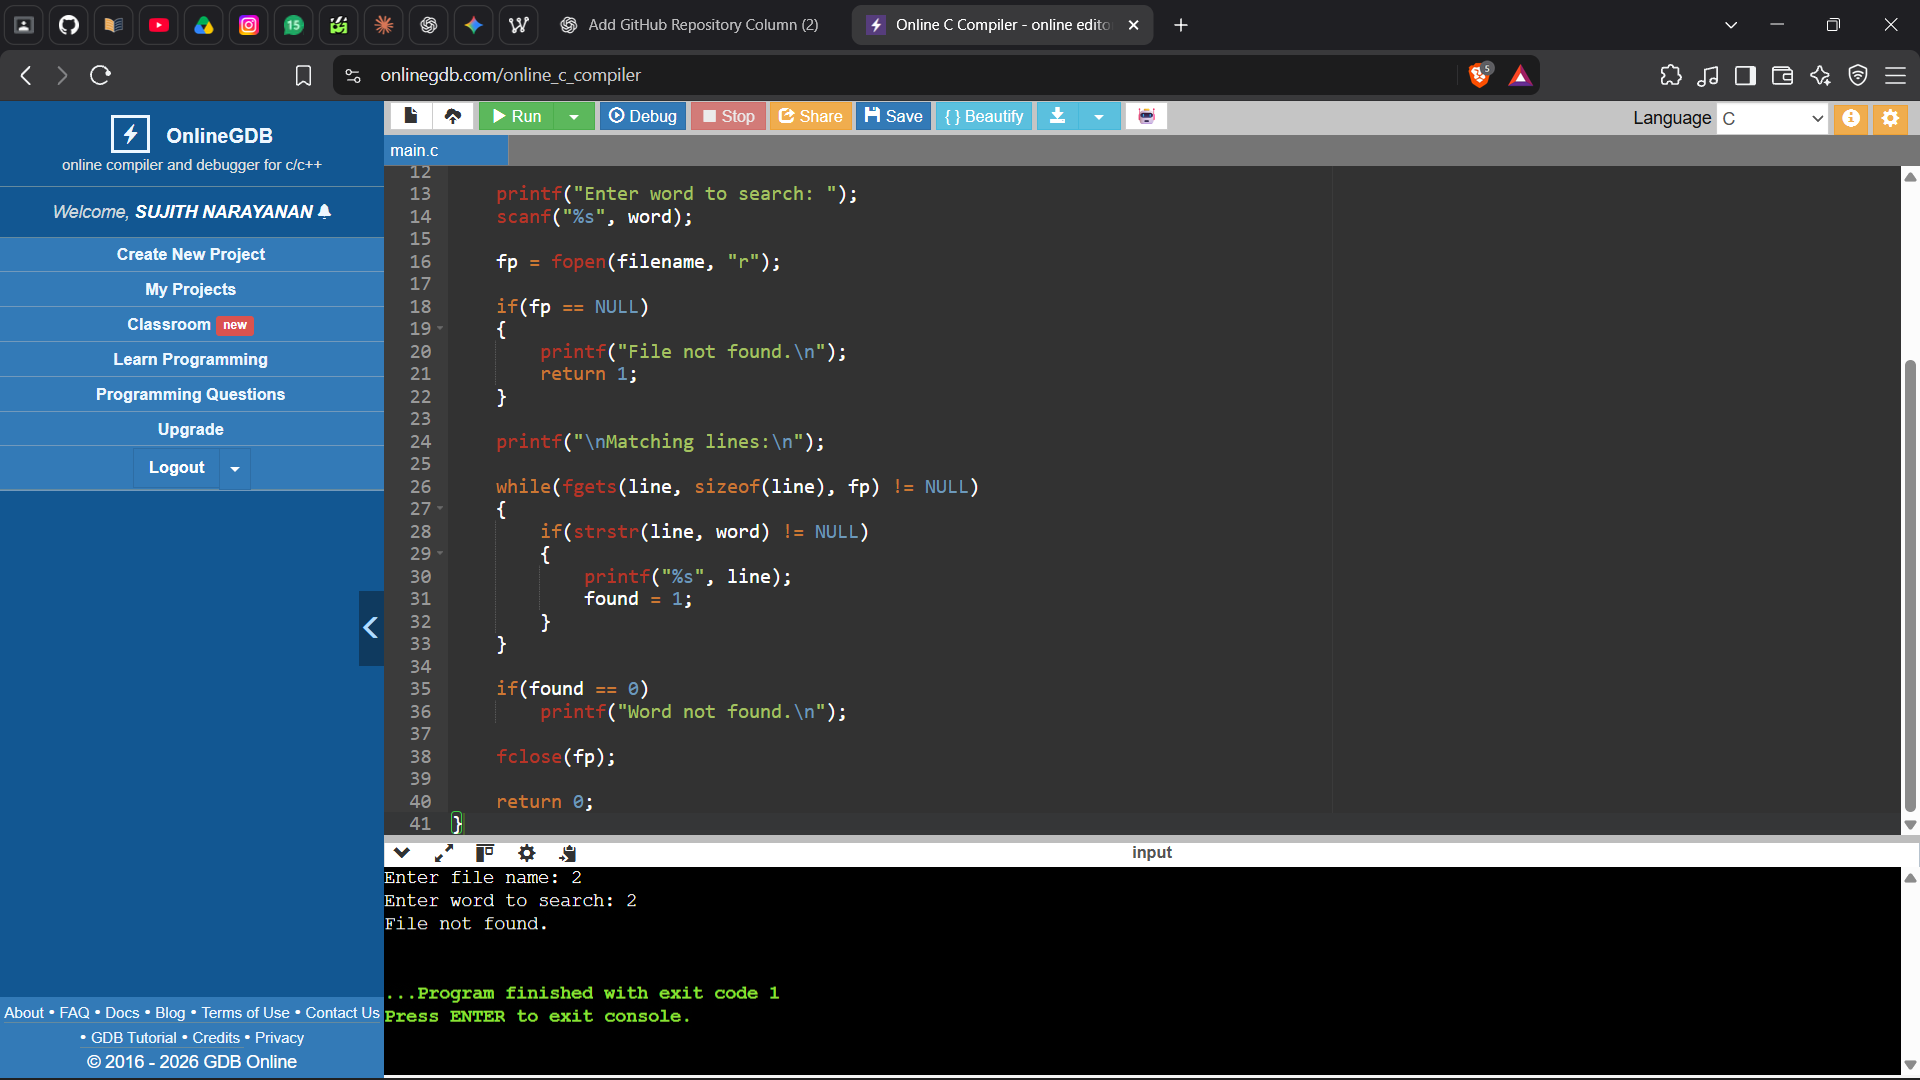 15
Add GitHub Repository Column (2)
Online C Compiler - online edito
onlinegdb.com/online_c_compiler
5
OnlineGDB
online compiler and debugger for c/c++
Welcome, SUJITH NARAYANAN
Create New Project
My Projects
Classroom new
Learn Programming
Programming Questions
Upgrade
Logout
About • FAQ • Docs • Blog • Terms of Use • Contact Us
• GDB Tutorial • Credits • Privacy
© 2016 - 2026 GDB Online
Run Debug Stop Share Save { } Beautify
Language C
main.c
12
13 printf("Enter word to search: ");
14 scanf("%s", word);
15
16 fp = fopen(filename, "r");
17
18 if(fp == NULL)
19 {
20 printf("File not found.\n");
21 return 1;
22 }
23
24 printf("\nMatching lines:\n");
25
26 while(fgets(line, sizeof(line), fp) != NULL)
27 {
28 if(strstr(line, word) != NULL)
29 {
30 printf("%s", line);
31 found = 1;
32 }
33 }
34
35 if(found == 0)
36 printf("Word not found.\n");
37
38 fclose(fp);
39
40 return 0;
41 }
input
Enter file name: 2
Enter word to search: 2
File not found.
...Program finished with exit code 1
Press ENTER to exit console.